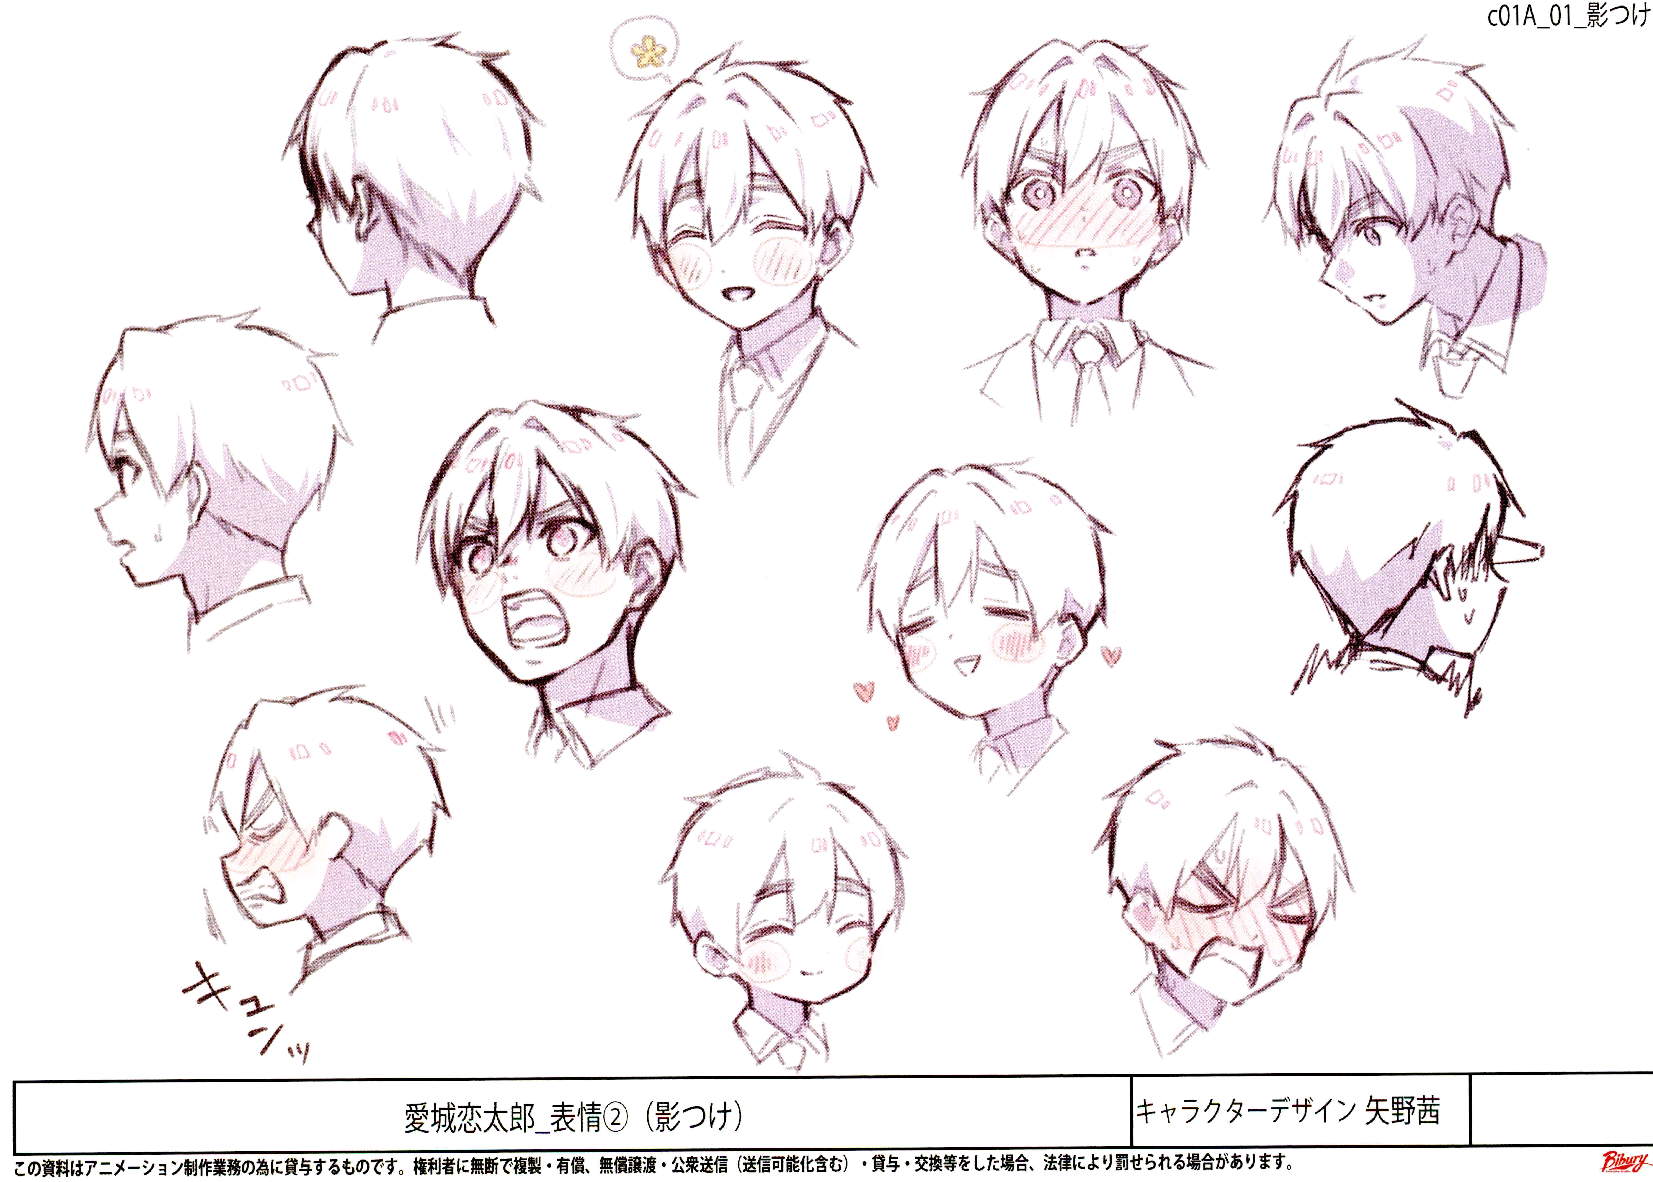 c01A_01_影つけ
キュンッ
愛城恋太郎_表情②（影つけ）
キャラクターデザイン 矢野茜
この資料はアニメーション制作業務の為に貸与するものです。権利者に無断で複製・有償、無償譲渡・公衆送信（送信可能化含む）・貸与・交換等をした場合、法律により罰せられる場合があります。
Bibury